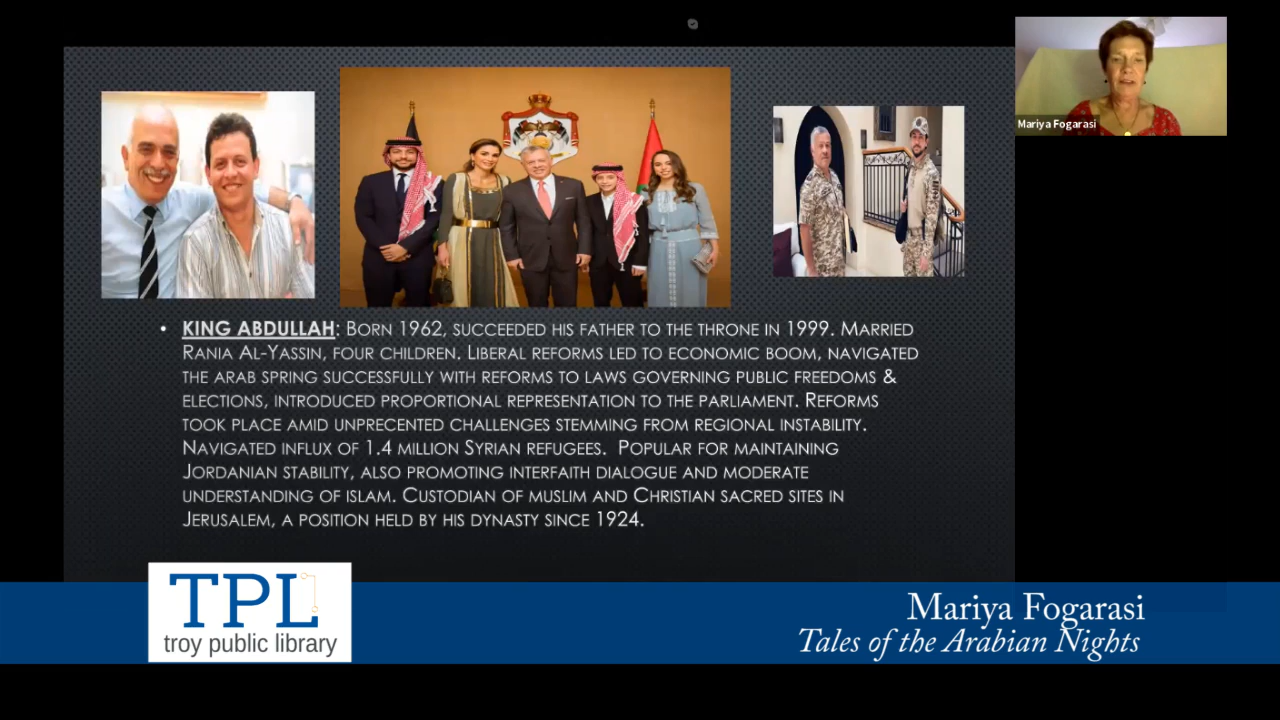 Mariya Fogarasi
• KING ABDULLAH: BORN 1962, SUCCEEDED HIS FATHER TO THE THRONE IN 1999. MARRIED
RANIA AL-YASSIN, FOUR CHILDREN. LIBERAL REFORMS LED TO ECONOMIC BOOM, NAVIGATED
THE ARAB SPRING SUCCESSFULLY WITH REFORMS TO LAWS GOVERNING PUBLIC FREEDOMS &
ELECTIONS, INTRODUCED PROPORTIONAL REPRESENTATION TO THE PARLIAMENT. REFORMS
TOOK PLACE AMID UNPRECENTED CHALLENGES STEMMING FROM REGIONAL INSTABILITY.
NAVIGATED INFLUX OF 1.4 MILLION SYRIAN REFUGEES. POPULAR FOR MAINTAINING
JORDANIAN STABILITY, ALSO PROMOTING INTERFAITH DIALOGUE AND MODERATE
UNDERSTANDING OF ISLAM. CUSTODIAN OF MUSLIM AND CHRISTIAN SACRED SITES IN
JERUSALEM, A POSITION HELD BY HIS DYNASTY SINCE 1924.
TPL
troy public library
Mariya Fogarasi
Tales of the Arabian Nights